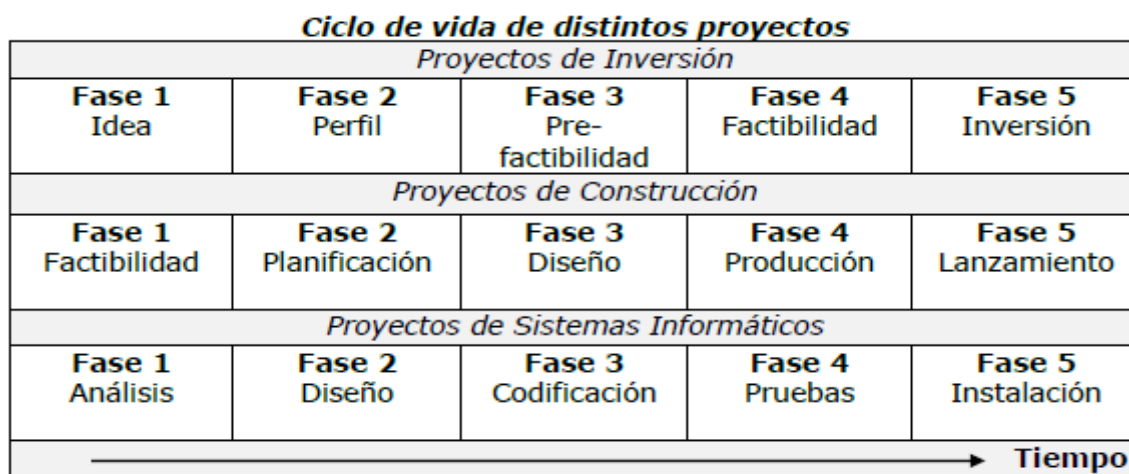 Ciclo de vida de distintos proyectos
Proyectos de Inversión
Fase 1 Fase 2 Fase 3 Fase 4 Fase 5
Idea Perfil Pre- Factibilidad Inversión
factibilidad
Proyectos de Construcción
Fase 1 Fase 2 Fase 3 Fase 4 Fase 5
Factibilidad Planificación Diseño Producción Lanzamiento
Proyectos de Sistemas Informáticos
Fase 1 Fase 2 Fase 3 Fase 4 Fase 5
Análisis Diseño Codificación Pruebas Instalación
Tiempo